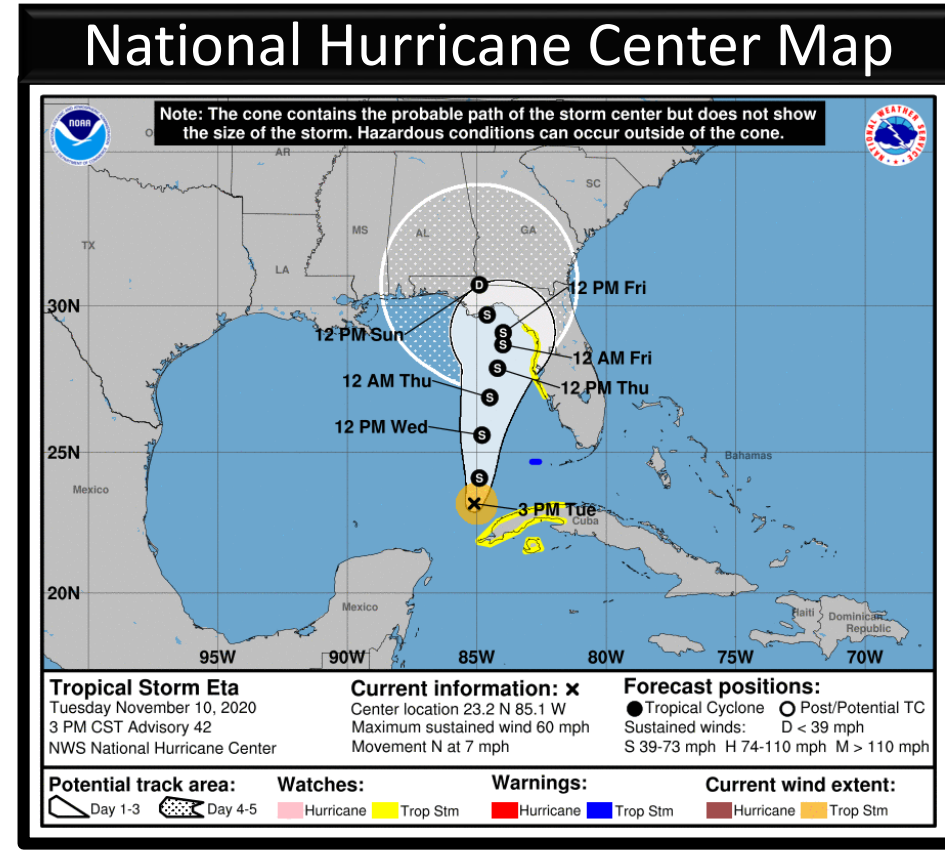 National Hurricane Center Map
Note: The cone contains the probable path of the storm center but does not show
the size of the storm. Hazardous conditions can occur outside of the cone.
NOAA
NATIONAL WEATHER SERVICE
AR
SC
MS
AL
GA
TX
LA
12 PM Fri
30N
12 PM Sun
FL
12 AM Fri
12 AM Thu
12 PM Thu
12 PM Wed
25N
Bahamas
Mexico
3 PM Tue
Cuba
20N
Mexico
Haiti
Dominican
Republic
95W 90W 85W 80W 75W 70W
D
S
S
S
S
S
S
S
Tropical Storm Eta
Tuesday November 10, 2020
3 PM CST Advisory 42
NWS National Hurricane Center
Current information: x
Center location 23.2 N 85.1 W
Maximum sustained wind 60 mph
Movement N at 7 mph
Forecast positions:
Tropical Cyclone Post/Potential TC
Sustained winds: D < 39 mph
S 39-73 mph H 74-110 mph M > 110 mph
Potential track area:
Day 1-3 Day 4-5
Watches:
Hurricane Trop Stm
Warnings:
Hurricane Trop Stm
Current wind extent:
Hurricane Trop Stm